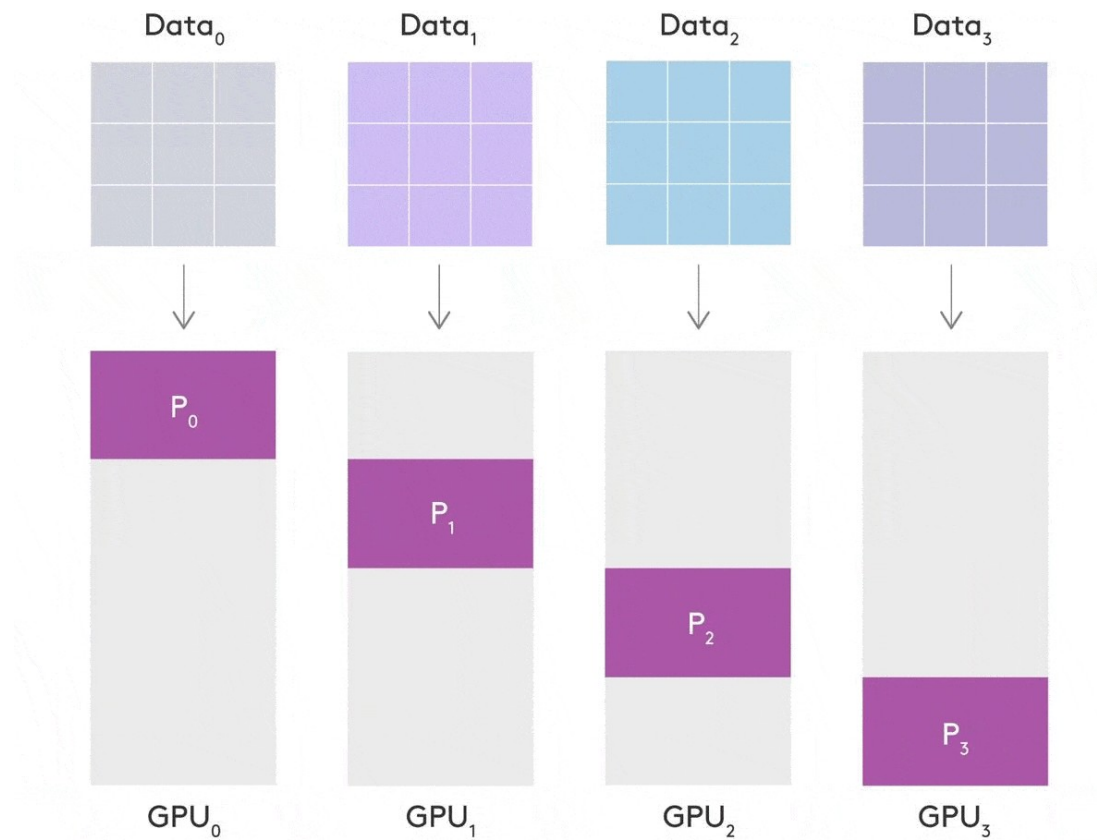 Data₀ Data₁ Data₂ Data₃
P₀
P₁
P₂
P₃
GPU₀ GPU₁ GPU₂ GPU₃